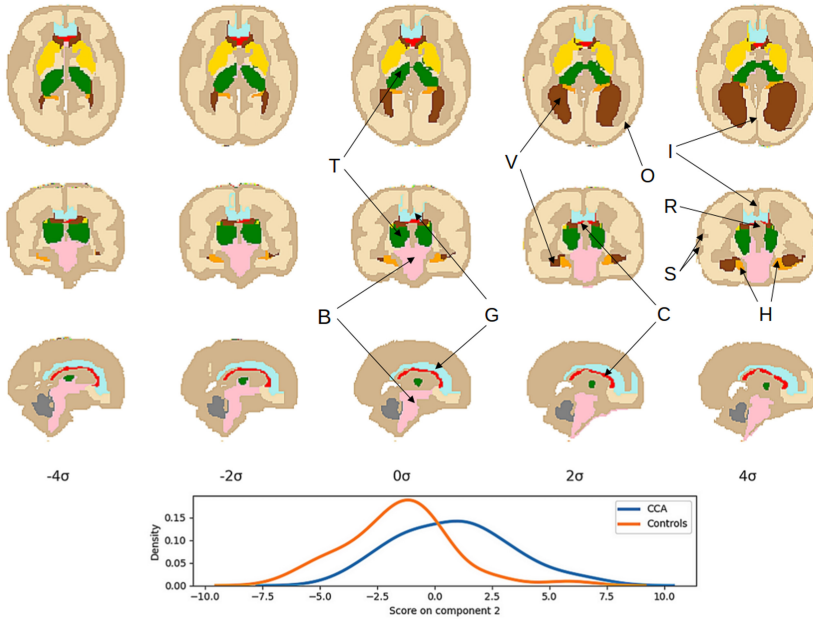 T
V
O
I
R
S
B
G
C
H
-4σ -2σ 0σ 2σ 4σ
CCA
Controls
Density
0.15
0.10
0.05
0.00
−10.0 −7.5 −5.0 −2.5 0.0 2.5 5.0 7.5 10.0
Score on component 2